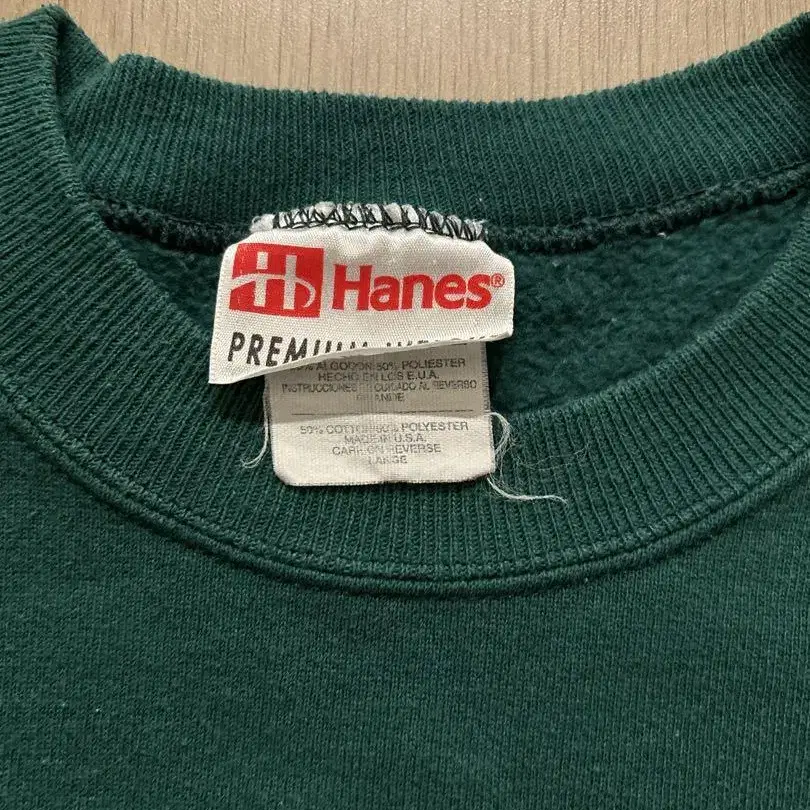 Hanes®
PREMIUM
50% ALGODON 50% POLIESTER
HECHO EN LOS E.U.A.
INSTRUCCIONES DE CUIDADO AL REVERSO
GRANDE
50% COTTON 50% POLYESTER
MADE IN U.S.A.
CARE ON REVERSE
LARGE